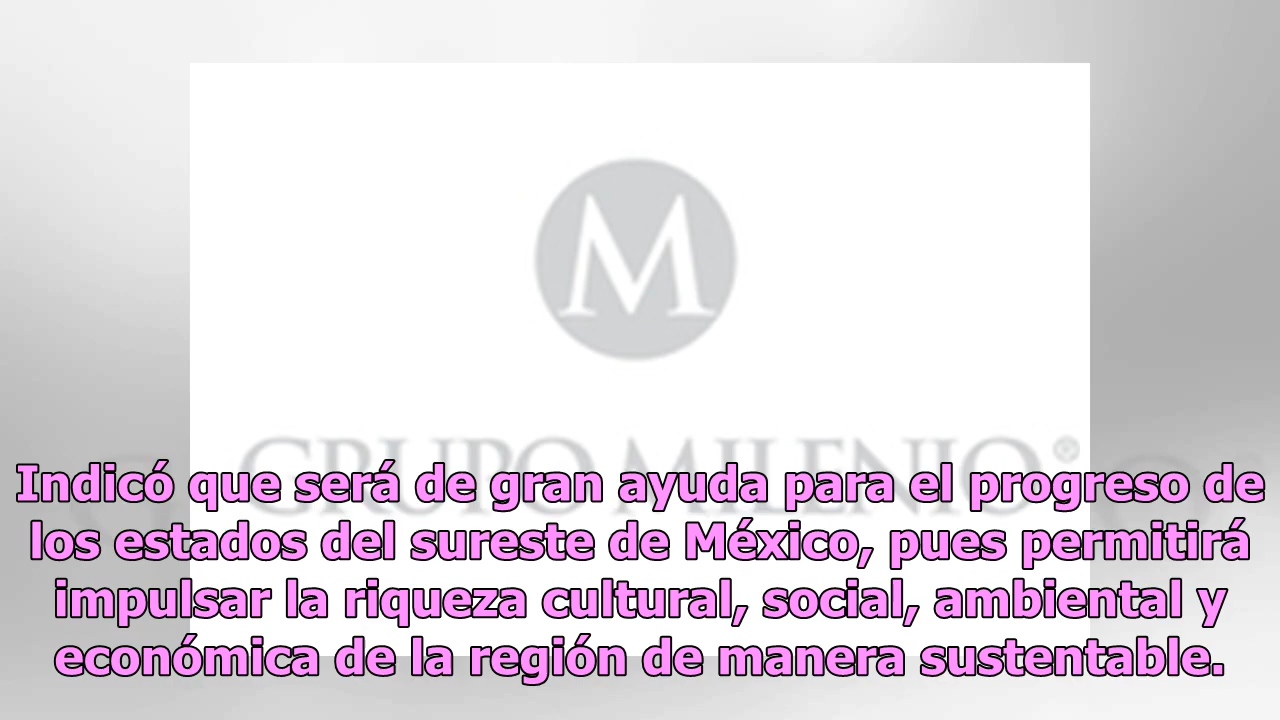 M
GRUPO MILENIO®
Indicó que será de gran ayuda para el progreso de
los estados del sureste de México, pues permitirá
impulsar la riqueza cultural, social, ambiental y
económica de la región de manera sustentable.